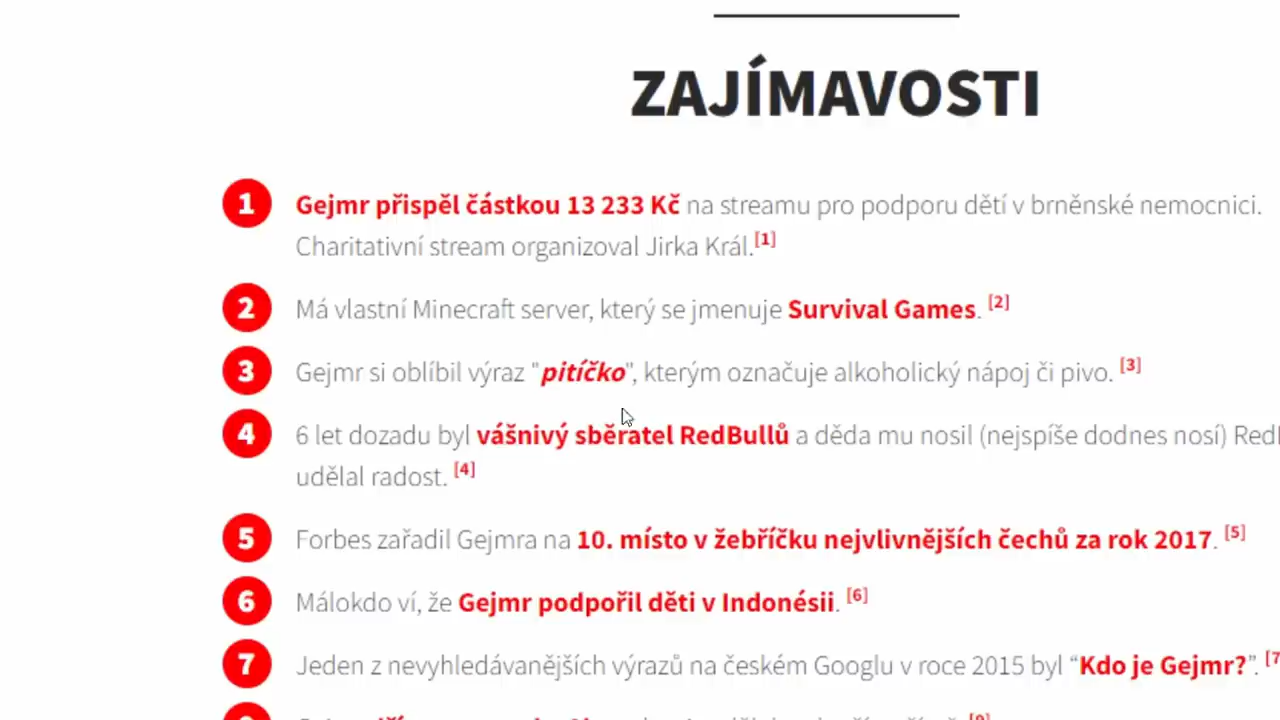 ZAJÍMAVOSTI
1 Gejmr přispěl částkou 13 233 Kč na streamu pro podporu dětí v brněnské nemocnici.
Charitativní stream organizoval Jirka Král.[1]
2 Má vlastní Minecraft server, který se jmenuje Survival Games. [2]
3 Gejmr si oblíbil výraz "pitíčko", kterým označuje alkoholický nápoj či pivo. [3]
4 6 let dozadu byl vášnivý sběratel RedBullů a děda mu nosil (nejspíše dodnes nosí)
udělal radost. [4]
5 Forbes zařadil Gejmra na 10. místo v žebříčku nejvlivnějších čechů za rok 2017. [5]
6 Málokdo ví, že Gejmr podpořil děti v Indonésii. [6]
7 Jeden z nevyhledávanějších výrazů na českém Googlu v roce 2015 byl “Kdo je Gejmr?”. [7